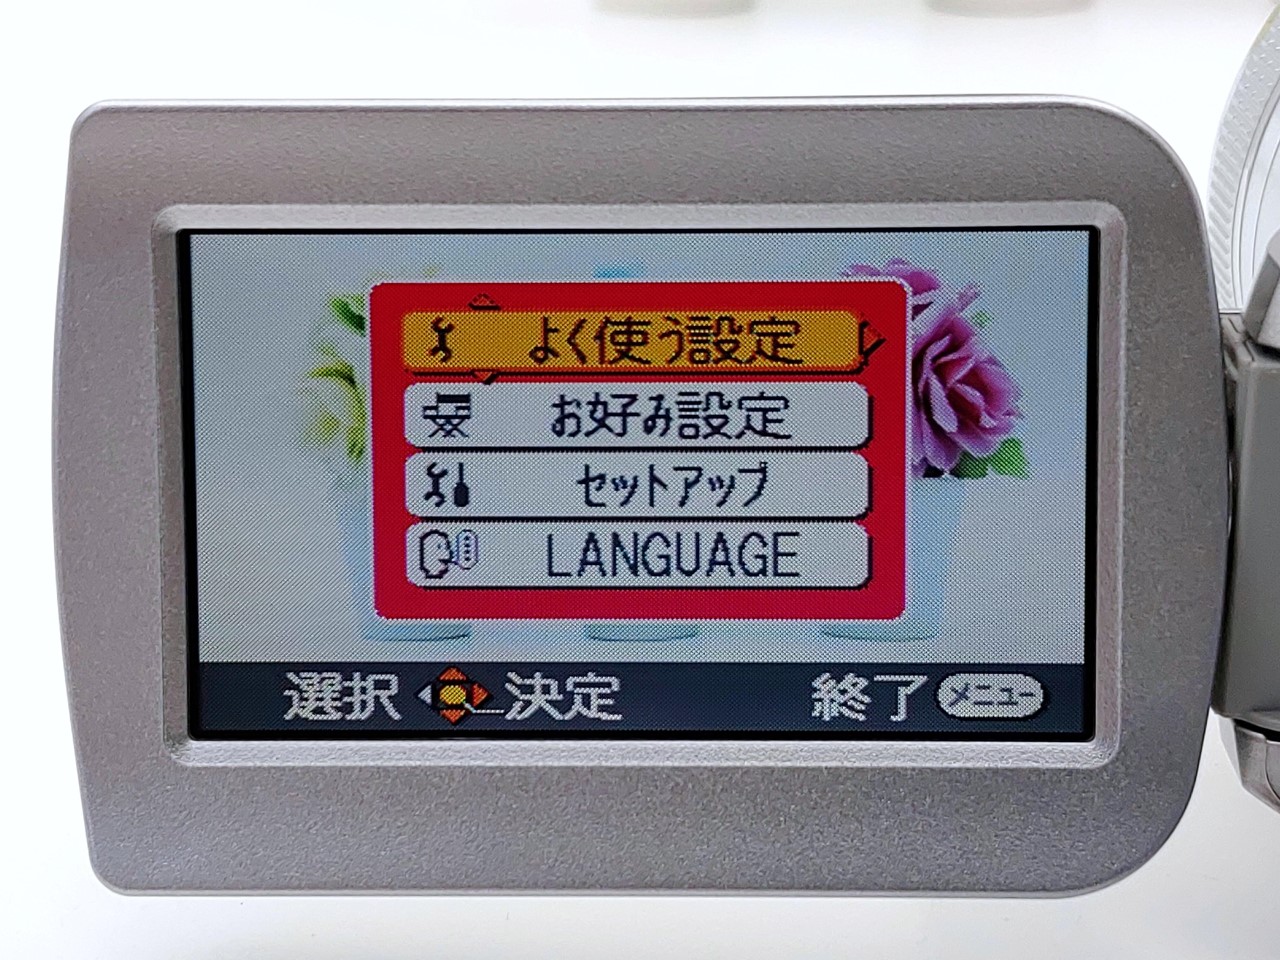 よく使う設定
お好み設定
セットアップ
LANGUAGE
選択 決定 終了 メニュー